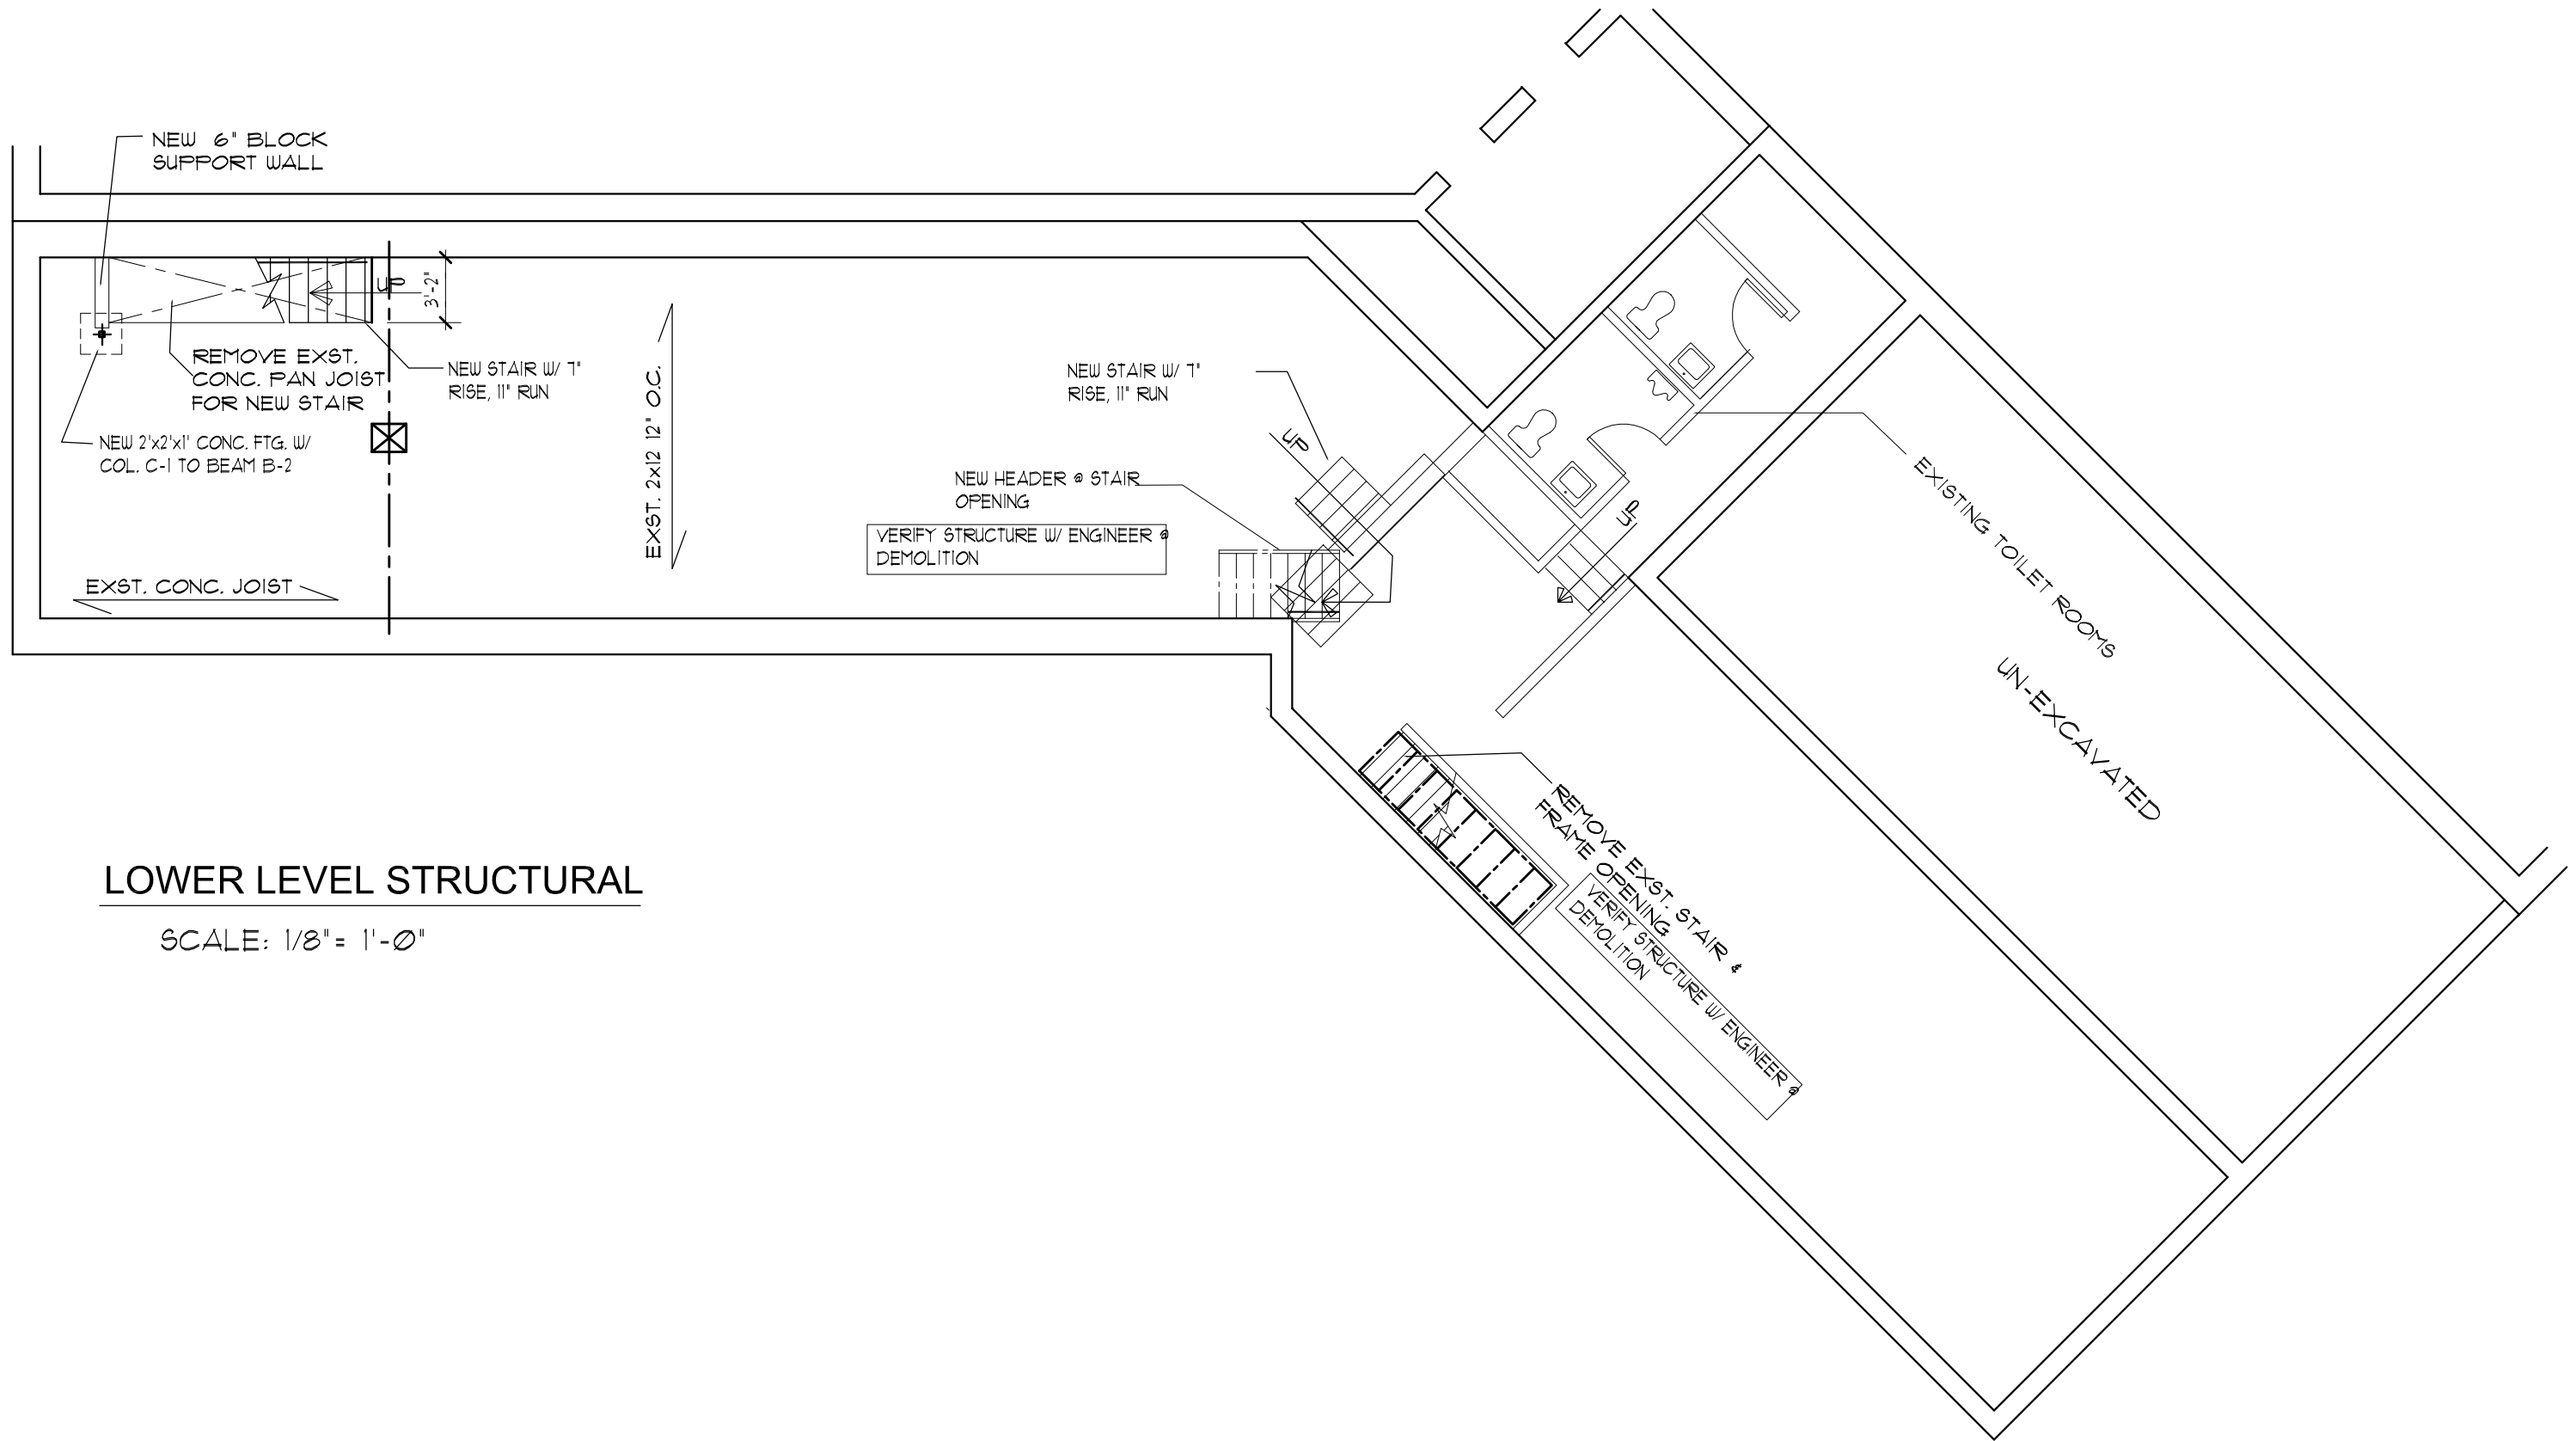 NEW 6" BLOCK
SUPPORT WALL
UP
3'-2"
REMOVE EXST.
CONC. PAN JOIST
FOR NEW STAIR
NEW STAIR W/ 7"
RISE, 11" RUN
NEW 2'x2'x1' CONC. FTG. W/
COL. C-1 TO BEAM B-2
EXST. CONC. JOIST
EXST. 2x12 12" O.C.
NEW STAIR W/ 7"
RISE, 11" RUN
UP
NEW HEADER @ STAIR
OPENING
VERIFY STRUCTURE W/ ENGINEER @
DEMOLITION
UP
EXISTING TOILET ROOMS
UN-EXCAVATED
REMOVE EXST. STAIR &
FRAME OPENING
VERIFY STRUCTURE W/ ENGINEER @
DEMOLITION
LOWER LEVEL STRUCTURAL
SCALE: 1/8"= 1'-0"